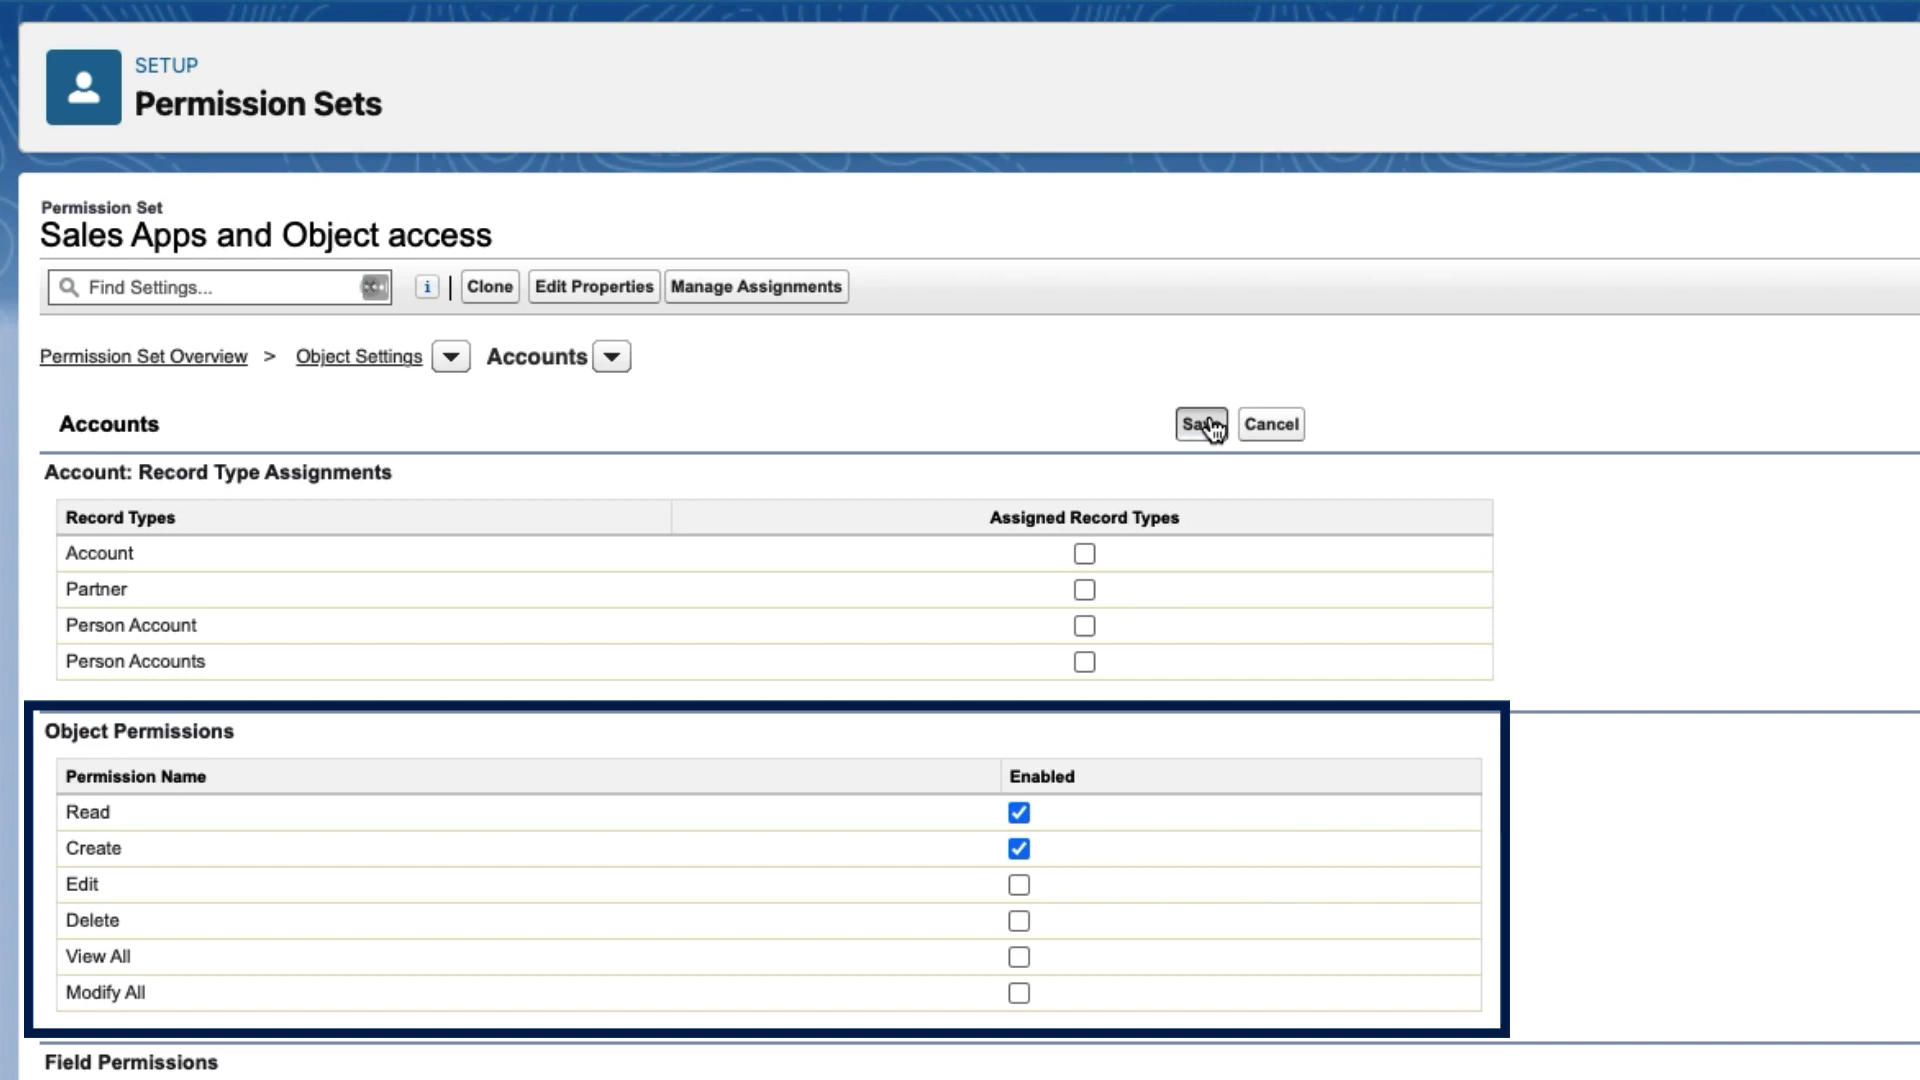 SETUP
Permission Sets
Permission Set
Sales Apps and Object access
Find Settings...
i | Clone Edit Properties Manage Assignments
Permission Set Overview > Object Settings Accounts
Accounts
Cancel
Account: Record Type Assignments
Record Types Assigned Record Types
Account
Partner
Person Account
Person Accounts
Object Permissions
Permission Name Enabled
Read
Create
Edit
Delete
View All
Modify All
Field Permissions